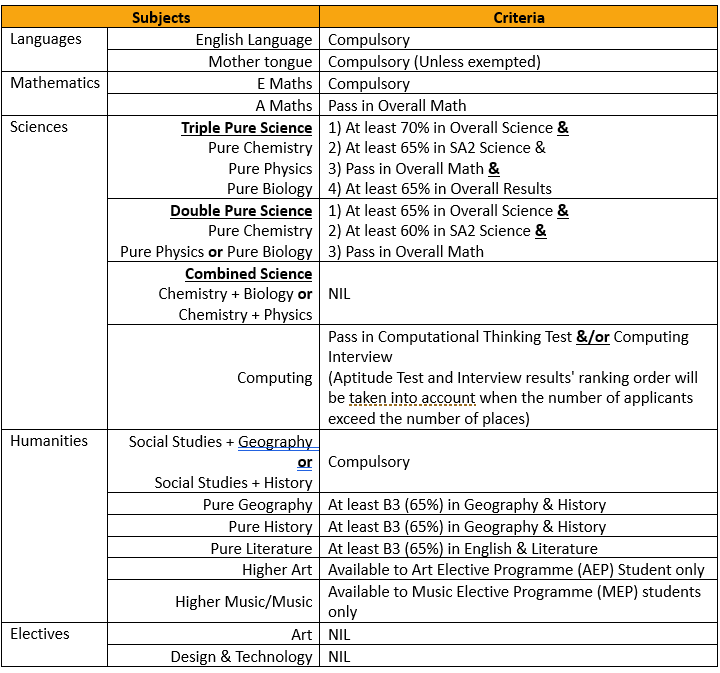 Subjects Criteria
Languages English Language Compulsory
Mother tongue Compulsory (Unless exempted)
Mathematics E Maths Compulsory
A Maths Pass in Overall Math
Sciences Triple Pure Science 1) At least 70% in Overall Science &
Pure Chemistry 2) At least 65% in SA2 Science &
Pure Physics 3) Pass in Overall Math &
Pure Biology 4) At least 65% in Overall Results
Double Pure Science 1) At least 65% in Overall Science &
Pure Chemistry 2) At least 60% in SA2 Science &
Pure Physics or Pure Biology 3) Pass in Overall Math
Combined Science
Chemistry + Biology or NIL
Chemistry + Physics
Computing
Pass in Computational Thinking Test &/or Computing
Interview
(Aptitude Test and Interview results' ranking order will
be taken into account when the number of applicants
exceed the number of places)
Humanities Social Studies + Geography
or Compulsory
Social Studies + History
Pure Geography At least B3 (65%) in Geography & History
Pure History At least B3 (65%) in Geography & History
Pure Literature At least B3 (65%) in English & Literature
Higher Art Available to Art Elective Programme (AEP) Student only
Higher Music/Music Available to Music Elective Programme (MEP) students
only
Electives Art NIL
Design & Technology NIL